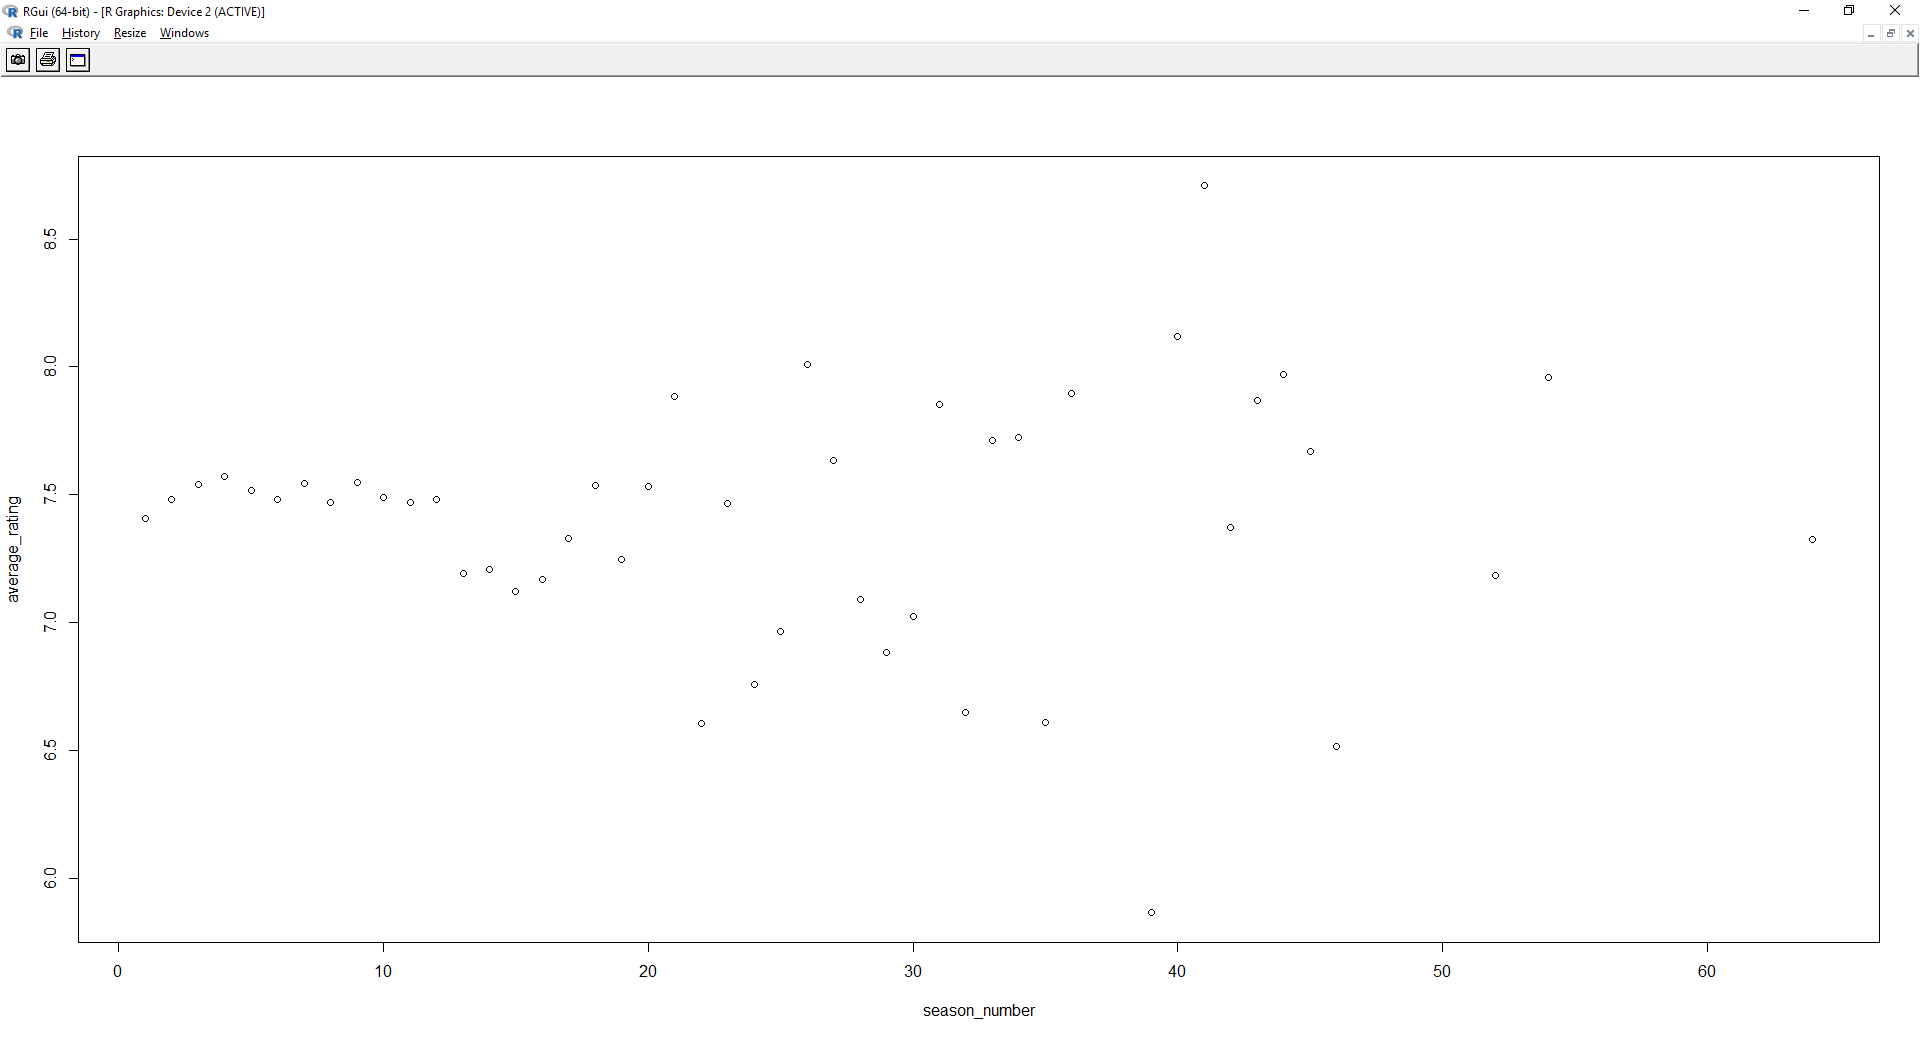 RGui (64-bit) - [R Graphics: Device 2 (ACTIVE)]
File History Resize Windows
8.5
8.0
7.5
7.0
6.5
6.0
average_rating
0 10 20 30 40 50 60
season_number